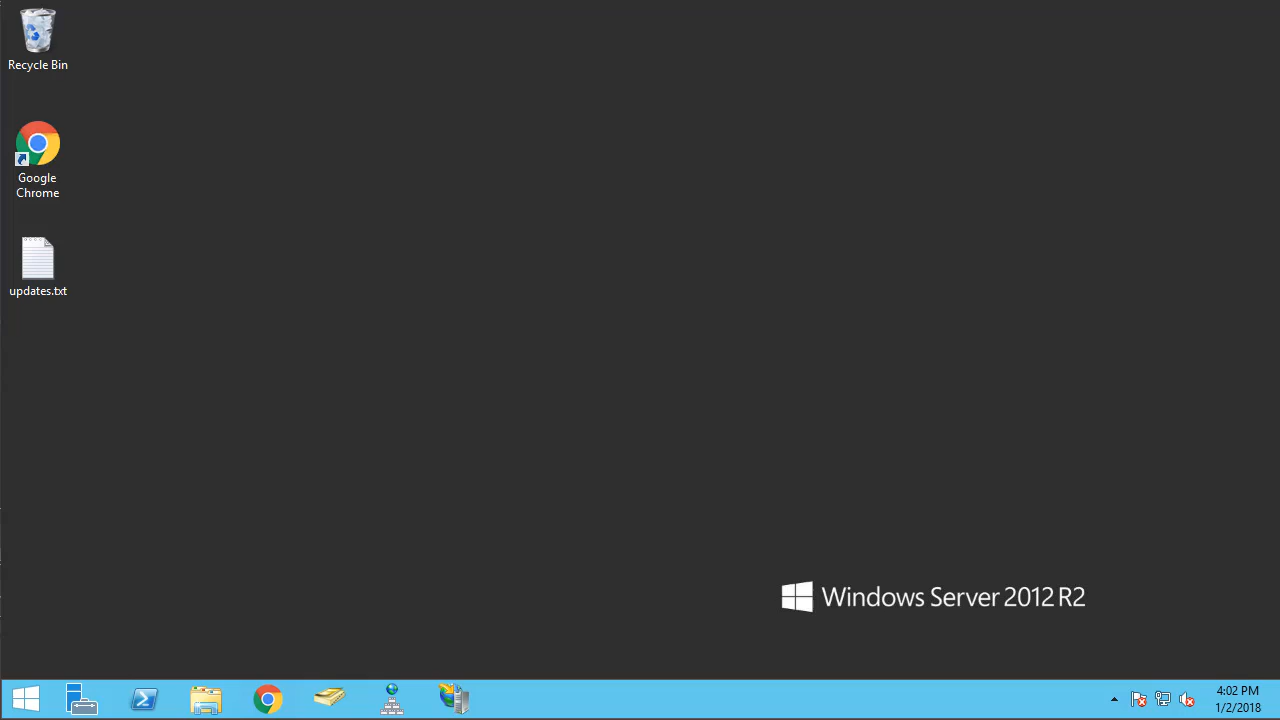 Recycle Bin
Google
Chrome
updates.txt
Windows Server 2012 R2
4:02 PM
1/2/2018